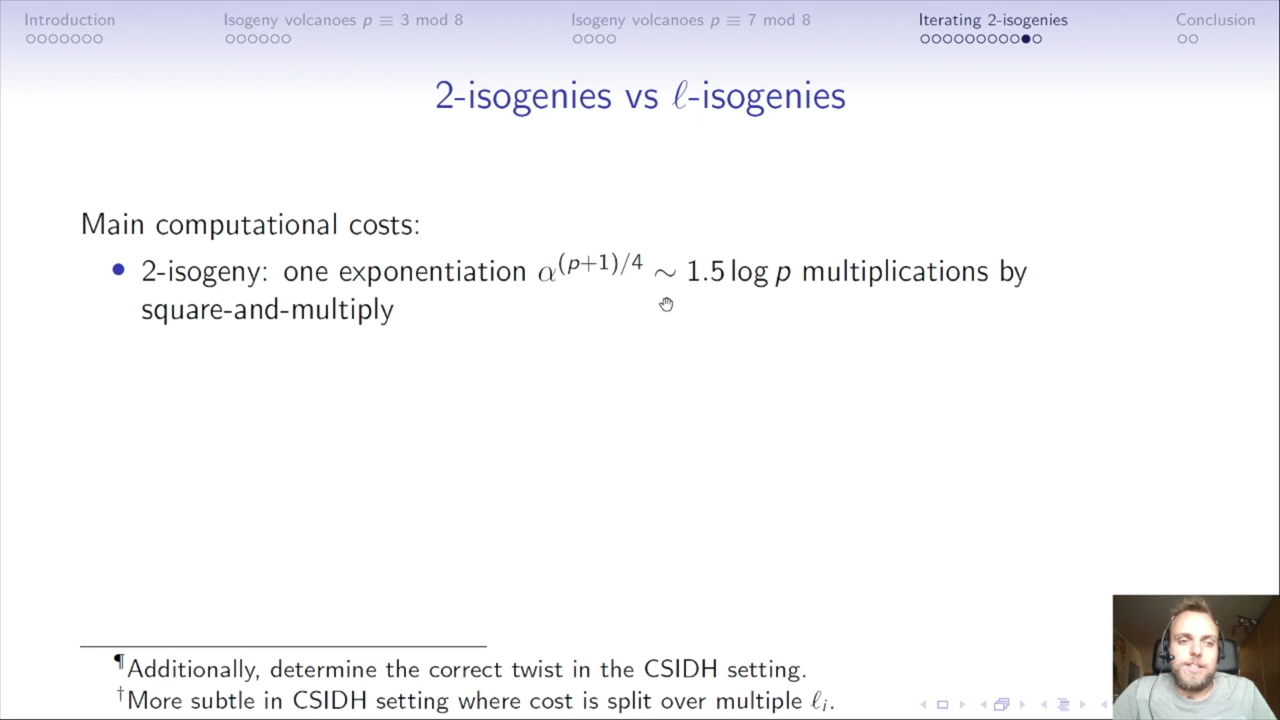 Introduction
Isogeny volcanoes p ≡ 3 mod 8
Isogeny volcanoes p ≡ 7 mod 8
Iterating 2-isogenies
Conclusion
2-isogenies vs ℓ-isogenies
Main computational costs:
• 2-isogeny: one exponentiation α^(p+1)/4 ∼ 1.5 log p multiplications by
square-and-multiply
¶Additionally, determine the correct twist in the CSIDH setting.
†More subtle in CSIDH setting where cost is split over multiple ℓᵢ.